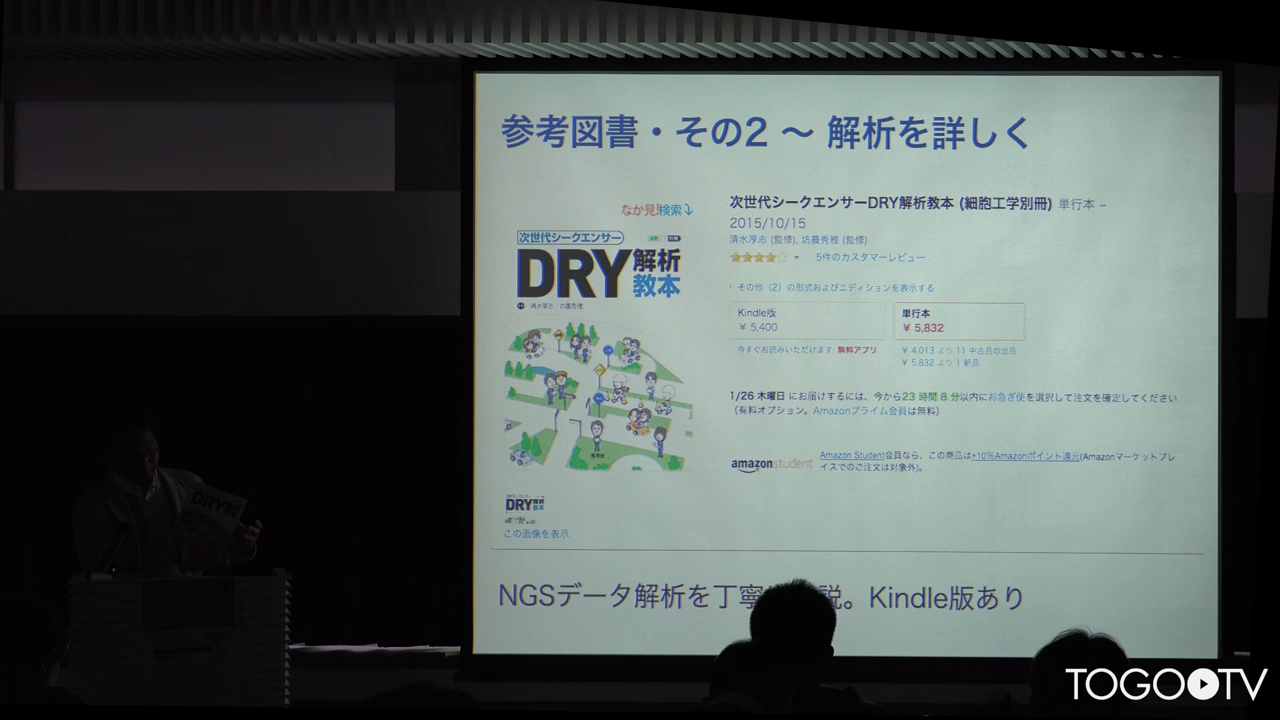 参考図書・その2 〜 解析を詳しく
なか見!検索
次世代シークエンサー
DRY解析教本
清水厚志、坊農秀雅
次世代シークエンサーDRY解析教本 (細胞工学別冊) 単行本 –
2015/10/15
清水厚志 (監修), 坊農秀雅 (監修)
5件のカスタマーレビュー
その他（2）の形式およびエディションを表示する
Kindle版
¥ 5,400
単行本
¥ 5,832
今すぐお読みいただけます: 無料アプリ
¥ 4,013 より 11 中古品の出品
¥ 5,832 より 1 新品
1/26 木曜日 にお届けするには、今から23 時間 8 分以内にお急ぎ便を選択して注文を確定してください
（有料オプション。Amazonプライム会員は無料）
amazonstudent
Amazon Student会員なら、この商品は+10%Amazonポイント還元(Amazonマーケットプレ
イスでのご注文は対象外)。
DRY解析教本
この画像を表示
NGSデータ解析を丁寧 説。Kindle版あり
DRY
TOGOTV